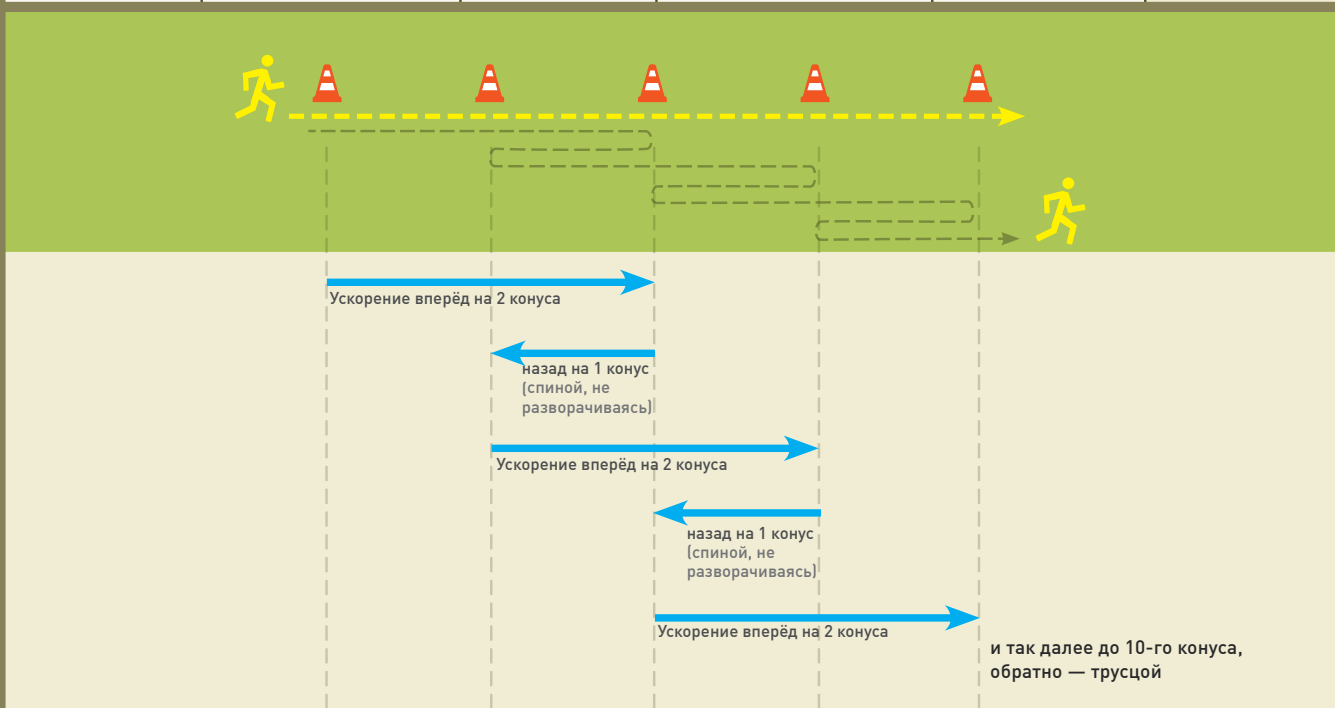 Ускорение вперёд на 2 конуса
назад на 1 конус
(спиной, не
разворачиваясь)
Ускорение вперёд на 2 конуса
назад на 1 конус
(спиной, не
разворачиваясь)
Ускорение вперёд на 2 конуса
и так далее до 10-го конуса,
обратно — трусцой